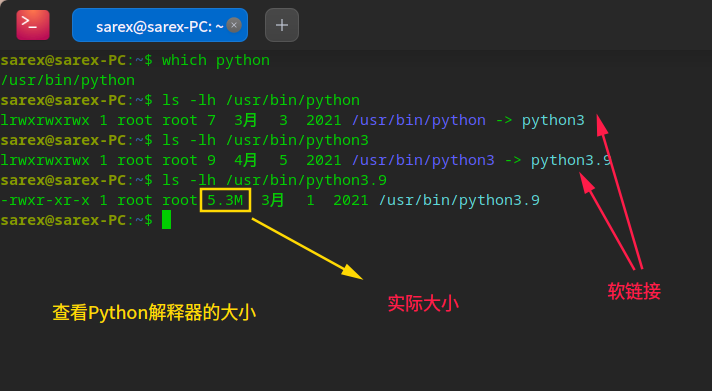 sarex@sarex-PC: ~
sarex@sarex-PC:~$ which python
/usr/bin/python
sarex@sarex-PC:~$ ls -lh /usr/bin/python
lrwxrwxrwx 1 root root 7 3月 3 2021 /usr/bin/python -> python3
sarex@sarex-PC:~$ ls -lh /usr/bin/python3
lrwxrwxrwx 1 root root 9 4月 5 2021 /usr/bin/python3 -> python3.9
sarex@sarex-PC:~$ ls -lh /usr/bin/python3.9
-rwxr-xr-x 1 root root 5.3M 3月 1 2021 /usr/bin/python3.9
sarex@sarex-PC:~$
软链接
实际大小
查看Python解释器的大小